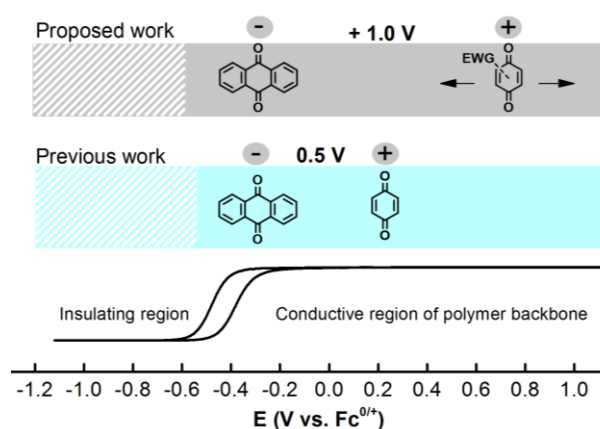 Proposed work
−
+ 1.0 V
+
O
O
EWG
O
O
Previous work
−
0.5 V
+
O
O
O
O
Insulating region
Conductive region of polymer backbone
-1.2 -1.0 -0.8 -0.6 -0.4 -0.2 0.0 0.2 0.4 0.6 0.8 1.0
E (V vs. Fc⁰/⁺)